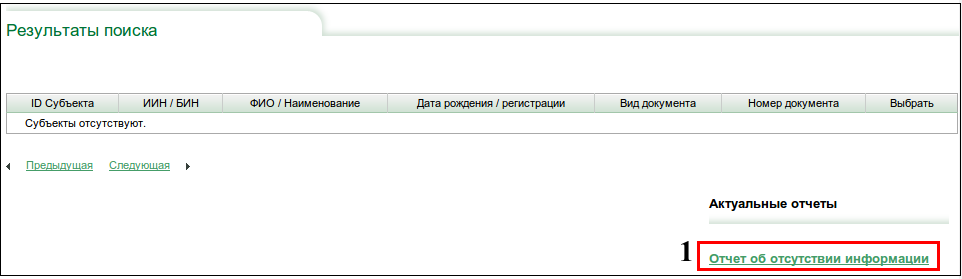 Результаты поиска
ID Субъекта ИИН / БИН ФИО / Наименование Дата рождения / регистрации Вид документа Номер документа Выбрать
Субъекты отсутствуют.
Предыдущая Следующая
Актуальные отчеты
1 Отчет об отсутствии информации